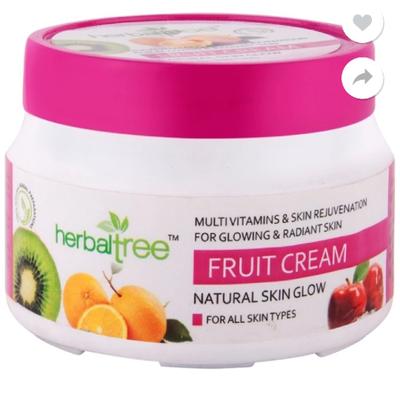 herbaltree™
MULTI VITAMINS & SKIN REJUVENATION
FOR GLOWING & RADIANT SKIN
FRUIT CREAM
NATURAL SKIN GLOW
FOR ALL SKIN TYPES